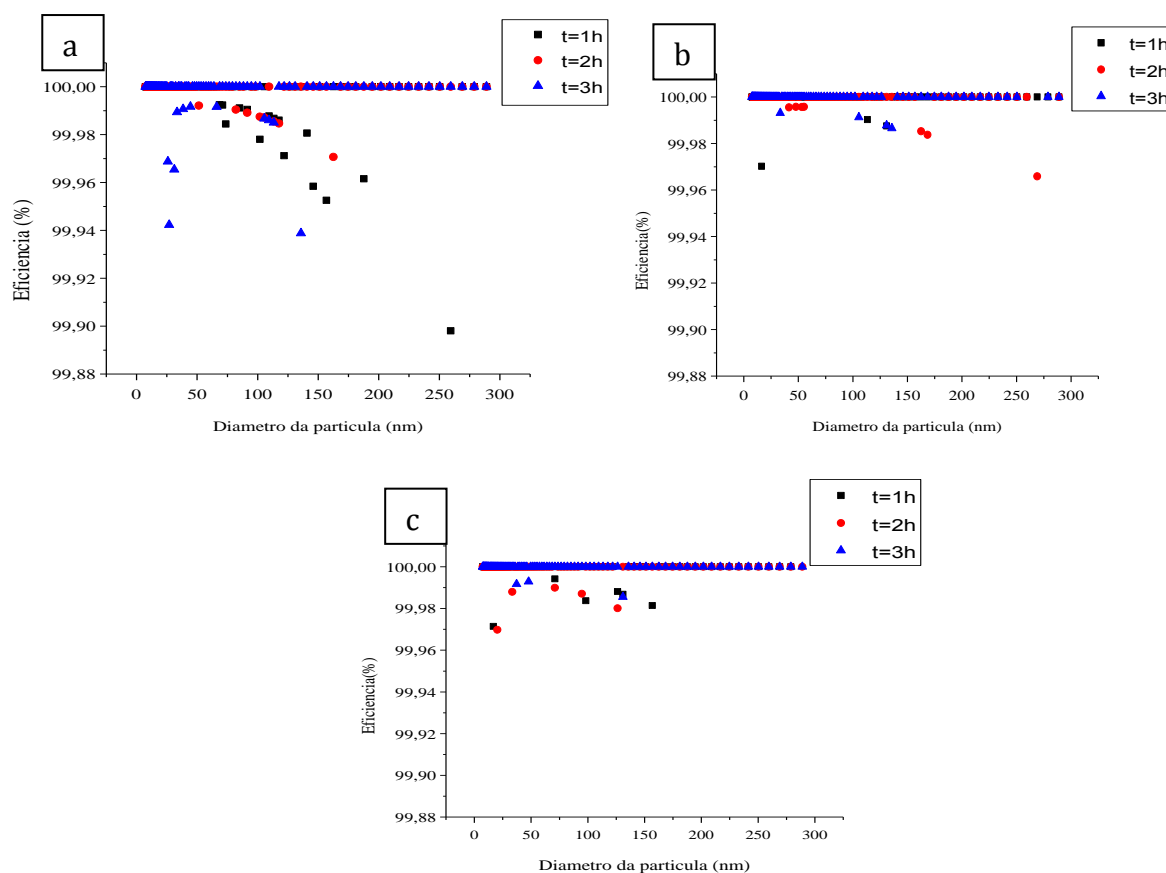 a
t=1h
t=2h
t=3h
100,00
99,98
99,96
99,94
99,92
99,90
99,88
Eficiencia (%)
0 50 100 150 200 250 300
Diametro da particula (nm)
b
t=1h
t=2h
t=3h
100,00
99,98
99,96
99,94
99,92
99,90
99,88
Eficiencia(%)
0 50 100 150 200 250 300
Diametro da particula (nm)
c
t=1h
t=2h
t=3h
100,00
99,98
99,96
99,94
99,92
99,90
99,88
Eficiencia(%)
0 50 100 150 200 250 300
Diametro da particula (nm)